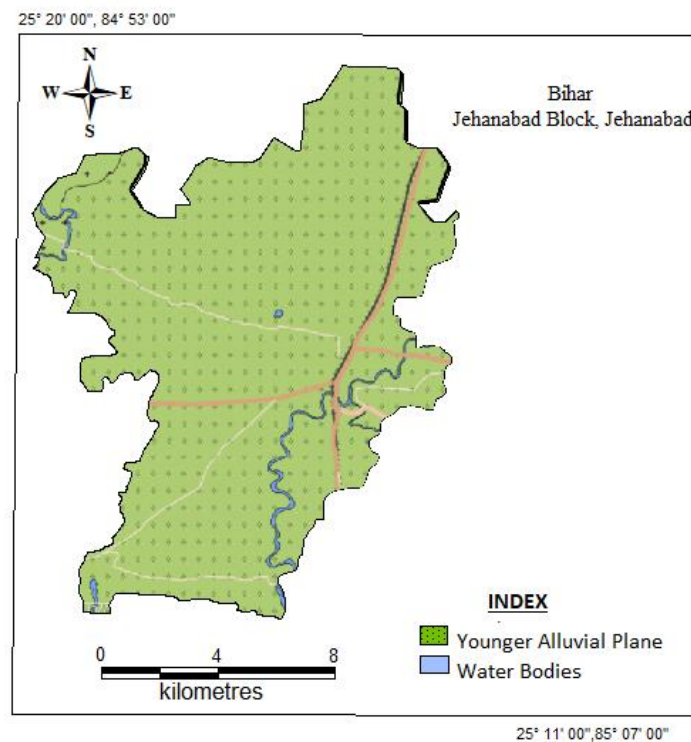 25° 20' 00", 84° 53' 00"
N
W E
S
Bihar
Jehanabad Block, Jehanabad
INDEX
Younger Alluvial Plane
Water Bodies
0 4 8
kilometres
25° 11' 00",85° 07' 00"